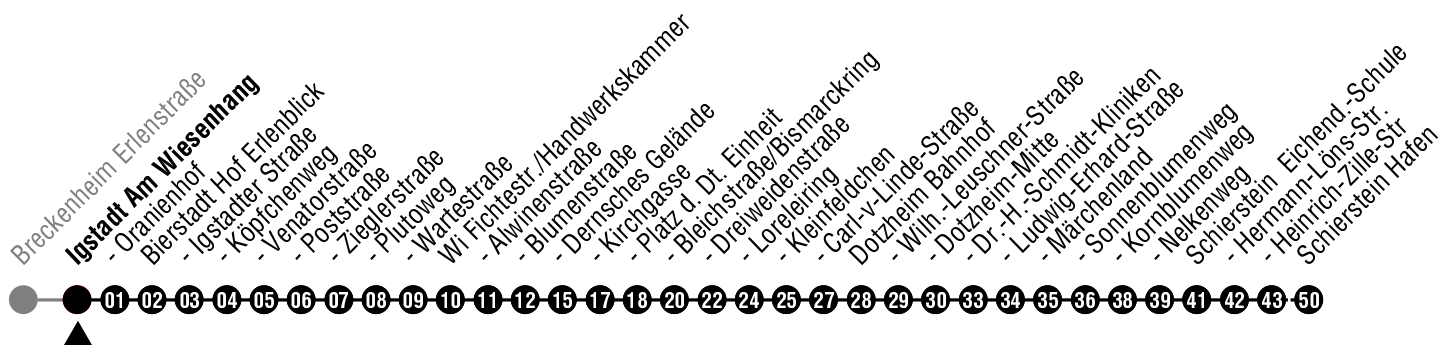 Breckenheim Erlenstraße
Igstadt Am Wiesenhang
- Oranienhof
Bierstadt Hof Erlenblick
- Igstadter Straße
- Köpfchenweg
- Venatorstraße
- Poststraße
- Zieglerstraße
- Plutoweg
- Wartestraße
Wi Fichtestr./Handwerkskammer
- Alwinenstraße
- Blumenstraße
- Dernsches Gelände
- Kirchgasse
- Platz d. Dt. Einheit
- Bleichstraße/Bismarckring
- Dreiweidenstraße
- Loreleiring
- Kleinfeldchen
- Carl-v-Linde-Straße
Dotzheim Bahnhof
- Wilh.-Leuschner-Straße
- Dotzheim-Mitte
- Dr.-H.-Schmidt-Kliniken
- Ludwig-Erhard-Straße
- Märchenland
- Sonnenblumenweg
- Kornblumenweg
- Nelkenweg
Schierstein Eichend.-Schule
- Hermann-Löns-Str.
- Heinrich-Zille-Str
Schierstein Hafen
01 02 03 04 05 06 07 08 09 10 11 12 15 17 18 20 22 24 25 27 28 29 30 33 34 35 36 38 39 41 42 43 50